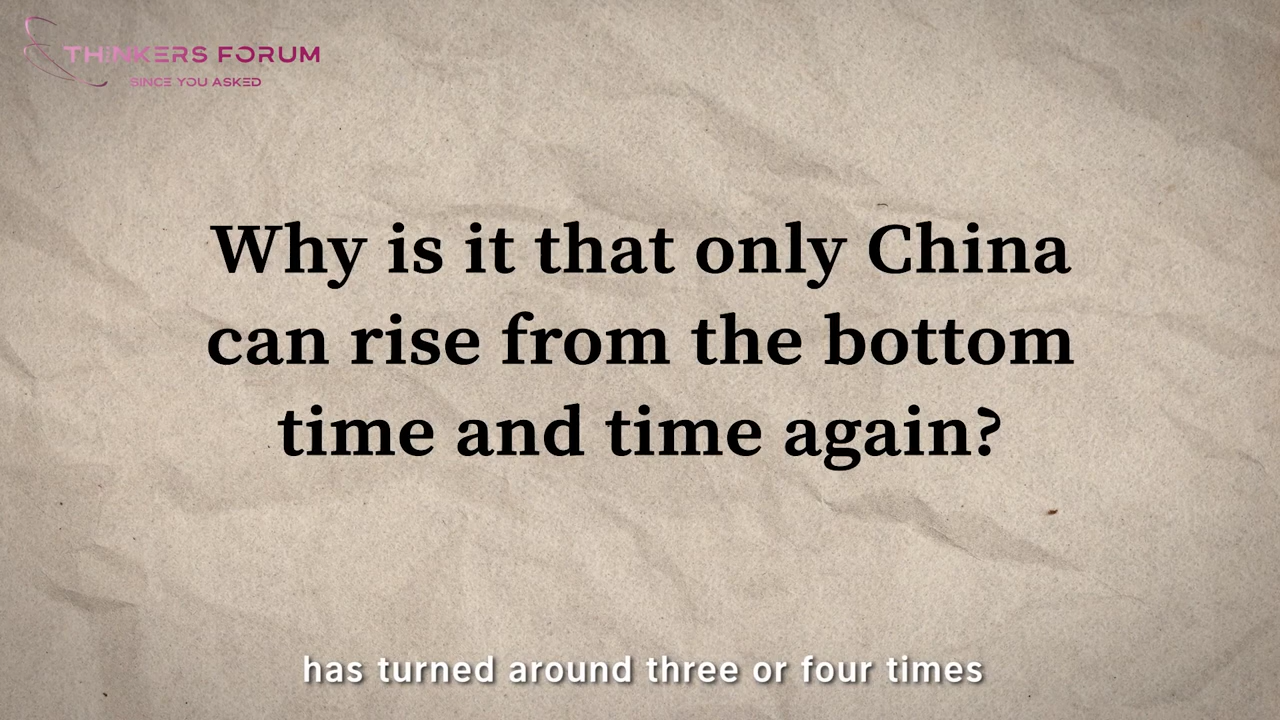 THINKERS FORUM
SINCE YOU ASKED
Why is it that only China
can rise from the bottom
time and time again?
has turned around three or four times